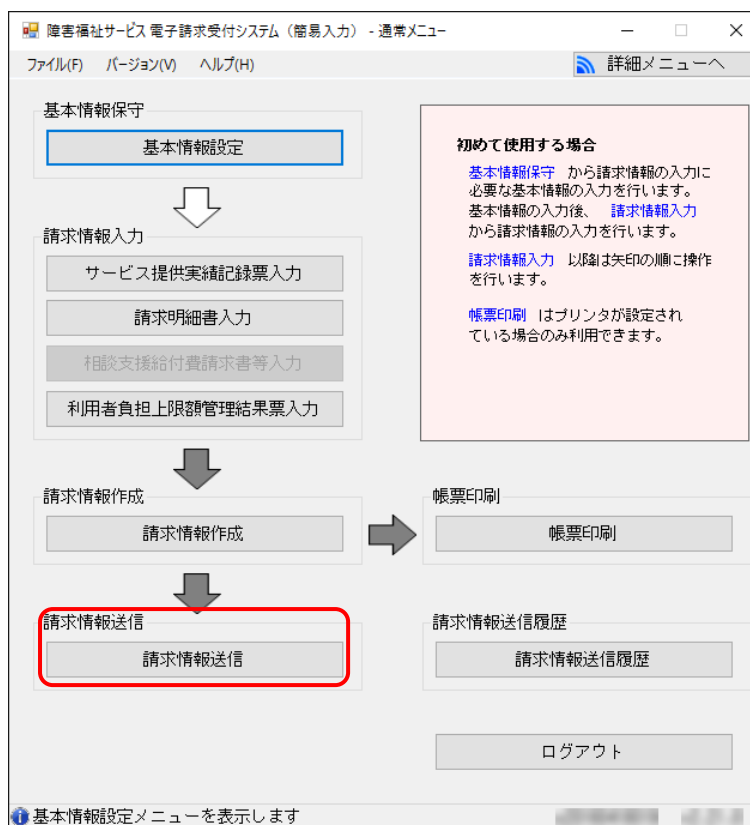 障害福祉サービス 電子請求受付システム（簡易入力） - 通常メニュー
ファイル(F) バージョン(V) ヘルプ(H)
詳細メニューへ
基本情報保守
基本情報設定
初めて使用する場合
基本情報保守 から請求情報の入力に
必要な基本情報の入力を行います。
基本情報の入力後、 請求情報入力
から請求情報の入力を行います。
請求情報入力 以降は矢印の順に操作
を行います。
帳票印刷 はプリンタが設定され
ている場合のみ利用できます。
請求情報入力
サービス提供実績記録票入力
請求明細書入力
相談支援給付費請求書等入力
利用者負担上限額管理結果票入力
請求情報作成
請求情報作成
帳票印刷
帳票印刷
請求情報送信
請求情報送信
請求情報送信履歴
請求情報送信履歴
ログアウト
基本情報設定メニューを表示します